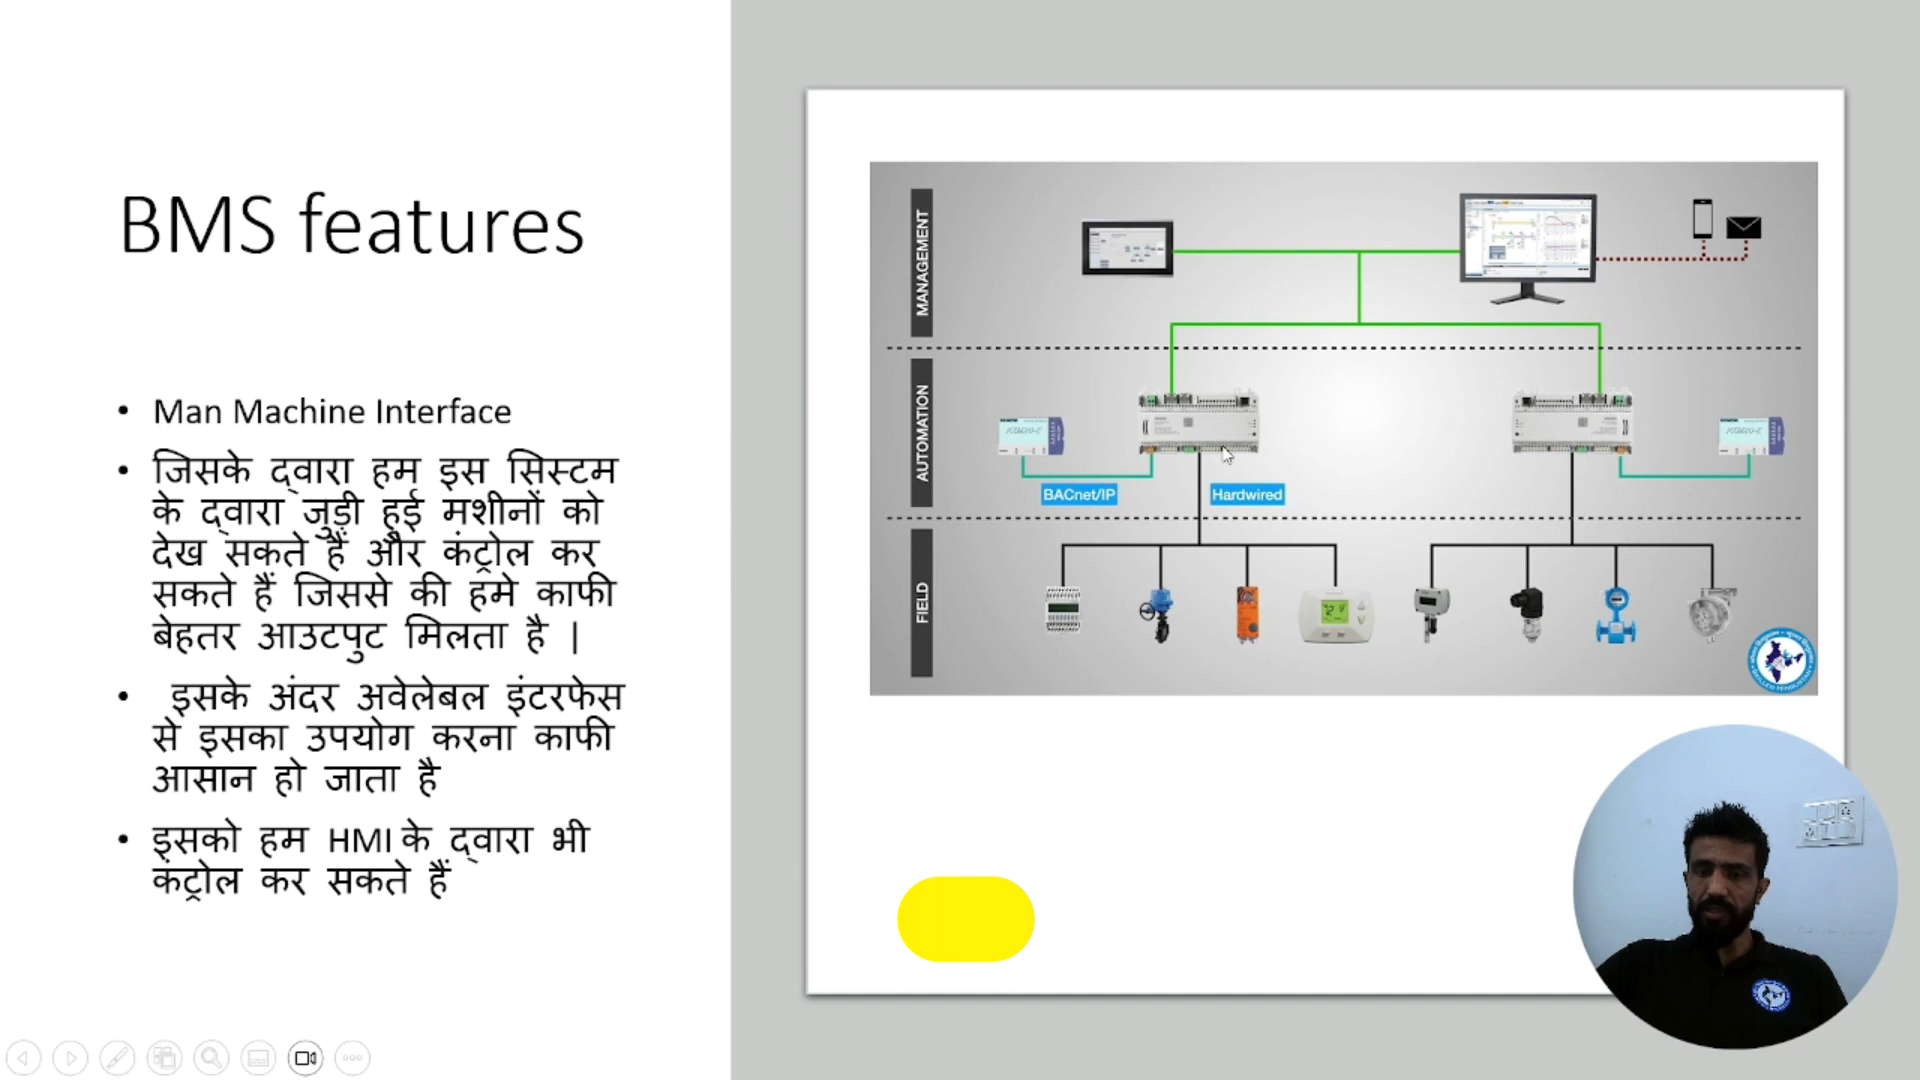 BMS features
• Man Machine Interface
• जिसके द्वारा हम इस सिस्टम
के द्वारा जुड़ी हुई मशीनों को
देख सकते हैं और कंट्रोल कर
सकते हैं जिससे की हमे काफी
बेहतर आउटपुट मिलता है |
• इसके अंदर अवेलेबल इंटरफेस
से इसका उपयोग करना काफी
आसान हो जाता है
• इसको हम HMI के द्वारा भी
कंट्रोल कर सकते हैं
MANAGEMENT
AUTOMATION
BACnet/IP
Hardwired
FIELD